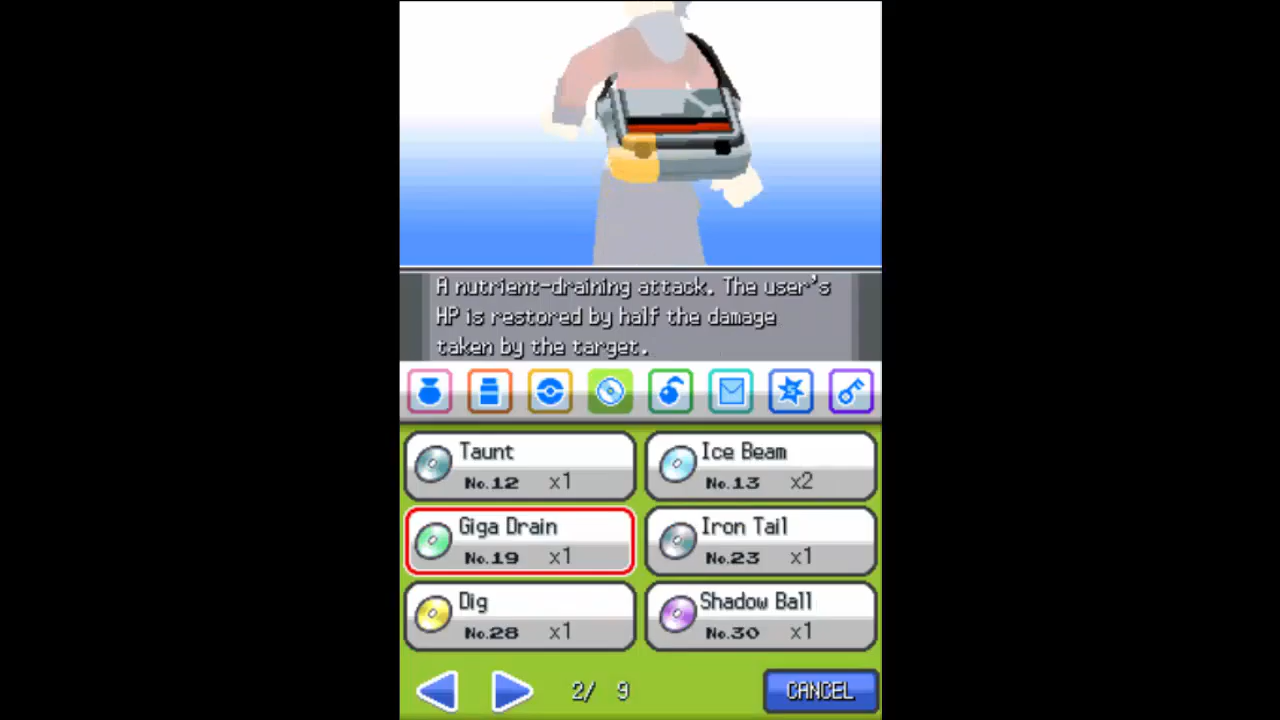 A nutrient-draining attack. The user's
HP is restored by half the damage
taken by the target.
S
Taunt
No.12 x1
Ice Beam
No.13 x2
Giga Drain
No.19 x1
Iron Tail
No.23 x1
Dig
No.28 x1
Shadow Ball
No.30 x1
2/ 9
CANCEL